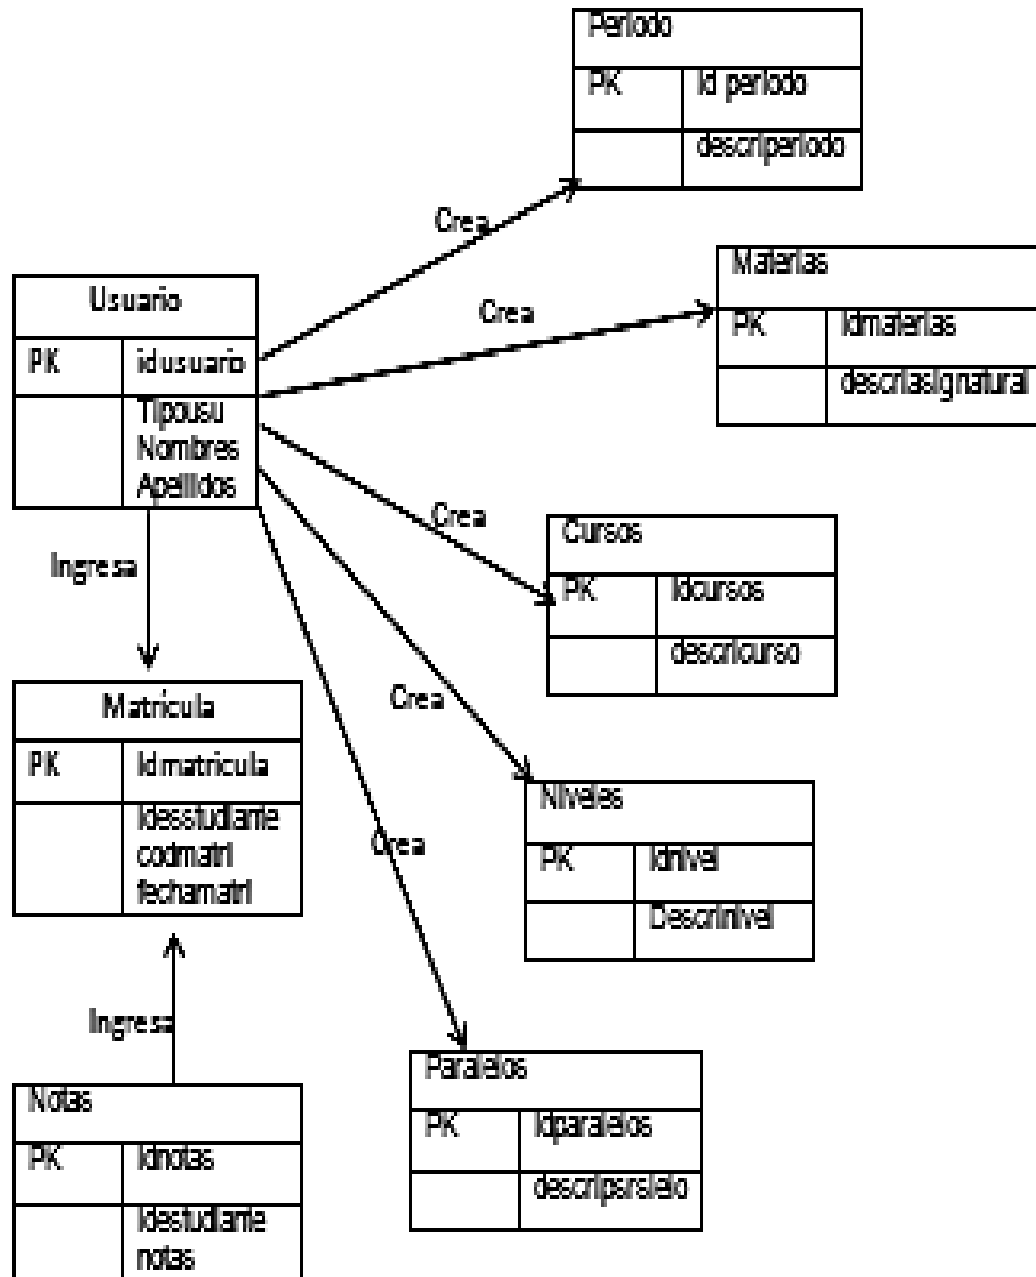 Periodo
PK Id periodo
descriperiodo
Crea
Materias
PK Idmaterias
descriasignatural
Crea
Usuario
PK idusuario
Tipousu
Nombres
Apellidos
Crea
Cursos
PK Idcursos
descricurso
Ingresa
Crea
Matricula
PK Idmatricula
Idesstudiante
codmatri
fechamatri
Niveles
PK Idnivel
Descrinivel
Crea
Ingresa
Paralelos
PK Idparalelos
descriparslelo
Notas
PK Idnotas
Idestudiante
notas